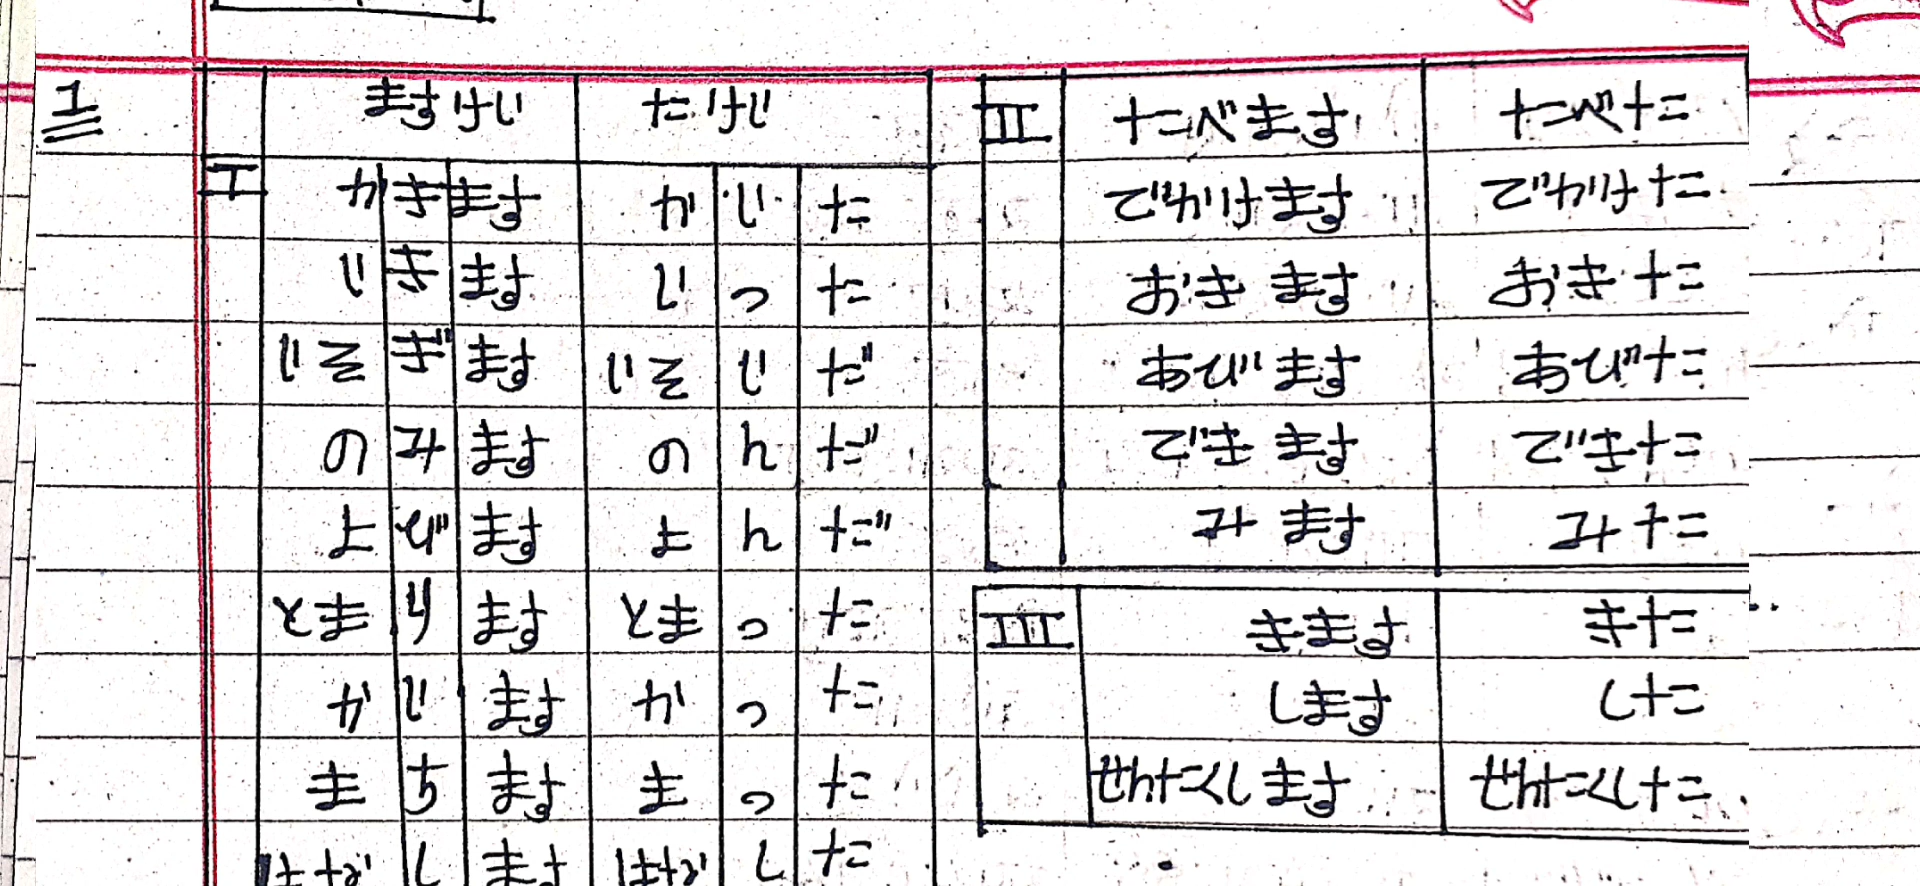 1
ますけい たけい
I かきます かいた
いきます いった
いそぎます いそいだ
のみます のんだ
よびます よんだ
とまります とまった
かいます かった
まちます まった
はなします はなした
II たべます たべた
でかけます でかけた
おきます おきた
あびます あびた
できます できた
みます みた
III きます きた
します した
せんたくします せんたくした